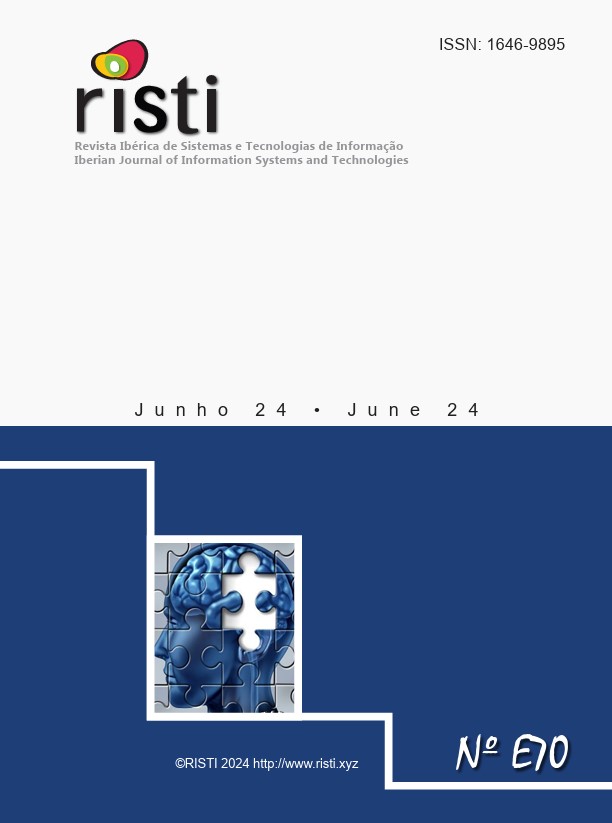 ISSN: 1646-9895
risti
Revista Ibérica de Sistemas e Tecnologias de Informação
Iberian Journal of Information Systems and Technologies
Junho 24 • June 24
Nº E70
©RISTI 2024 http://www.risti.xyz